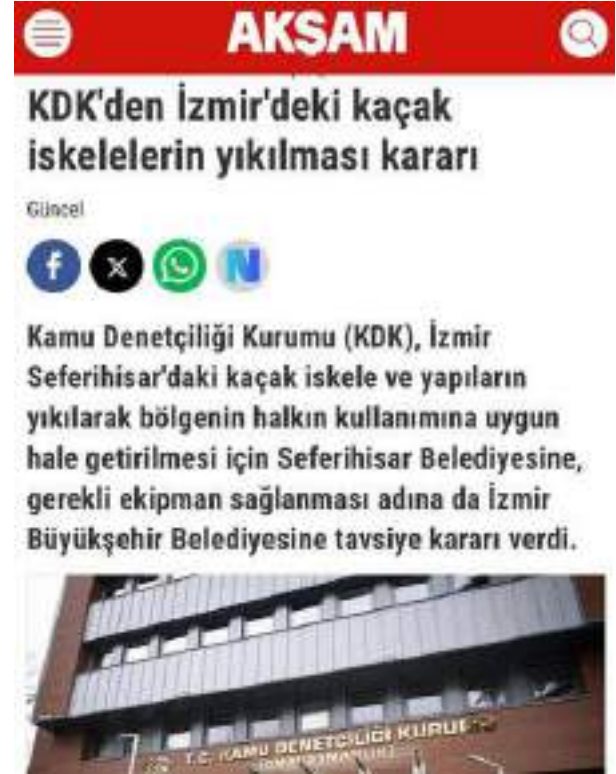 AKŞAM
KDK'den İzmir'deki kaçak
iskelelerin yıkılması kararı
Güncel
Kamu Denetçiliği Kurumu (KDK), İzmir
Seferihisar'daki kaçak iskele ve yapıların
yıkılarak bölgenin halkın kullanımına uygun
hale getirilmesi için Seferihisar Belediyesine,
gerekli ekipman sağlanması adına da İzmir
Büyükşehir Belediyesine tavsiye kararı verdi.
T.C. KAMU DENETÇİLİĞİ KURUMU